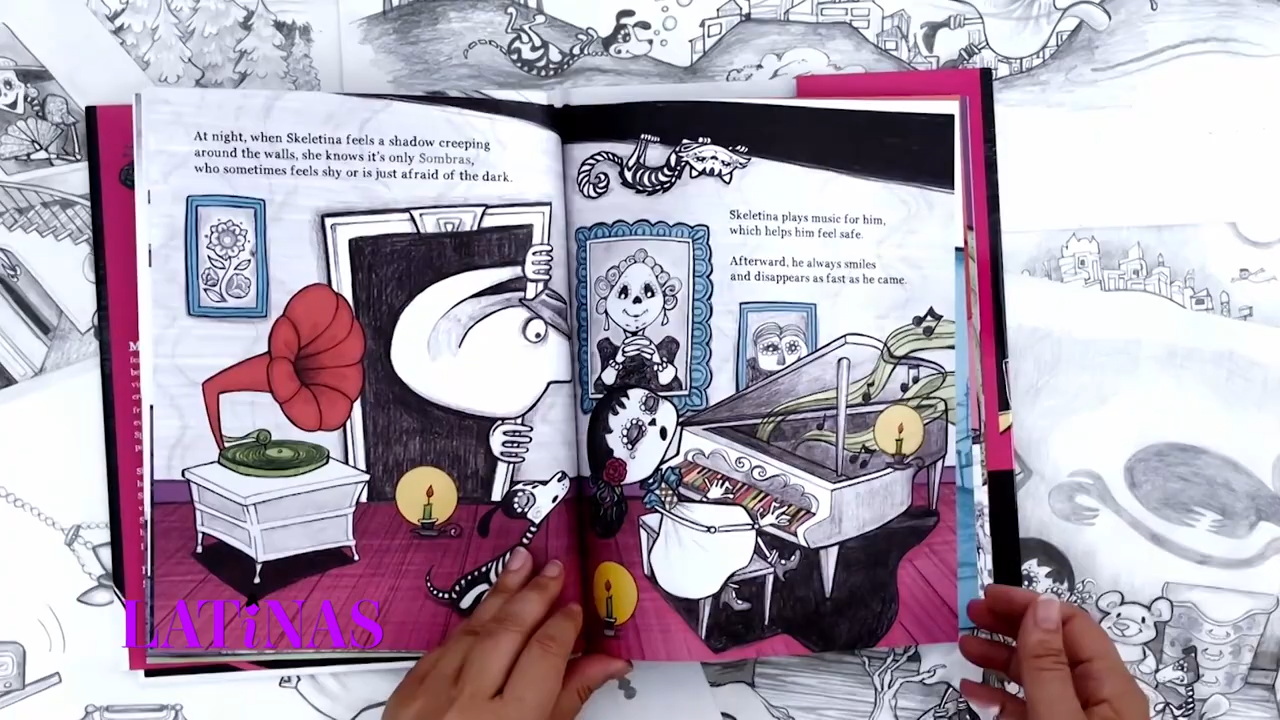 At night, when Skeletina feels a shadow creeping
around the walls, she knows it's only Sombras,
who sometimes feels shy or is just afraid of the dark.
Skeletina plays music for him,
which helps him feel safe.
Afterward, he always smiles
and disappears as fast as he came.
LATiNAS